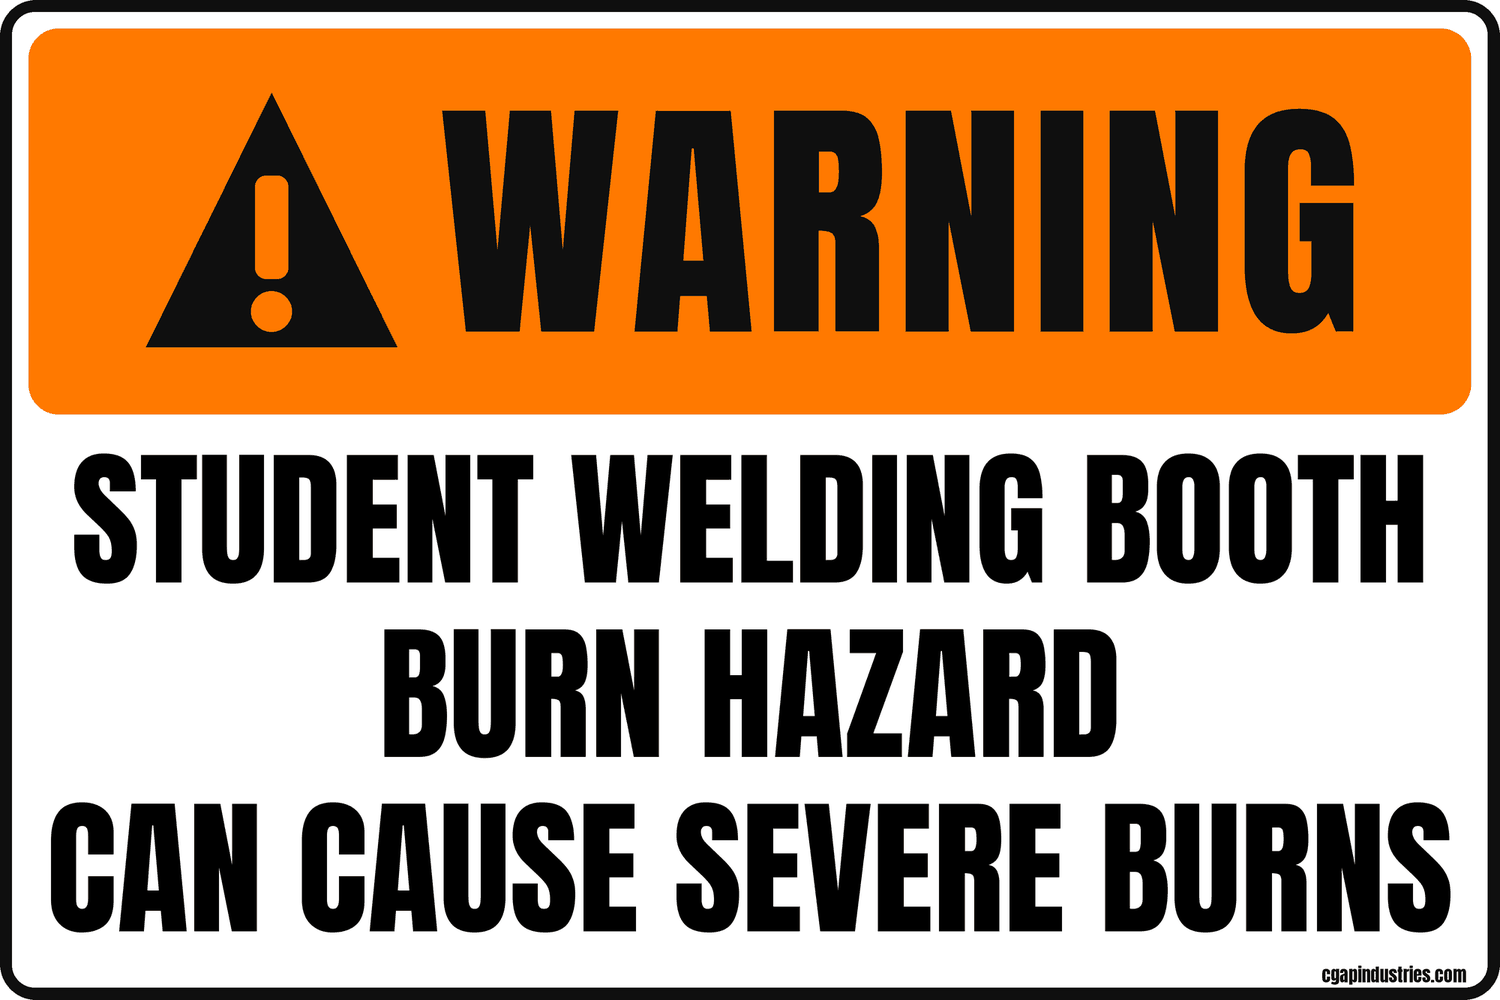 WARNING
STUDENT WELDING BOOTH
BURN HAZARD
CAN CAUSE SEVERE BURNS
cgapindustries.com